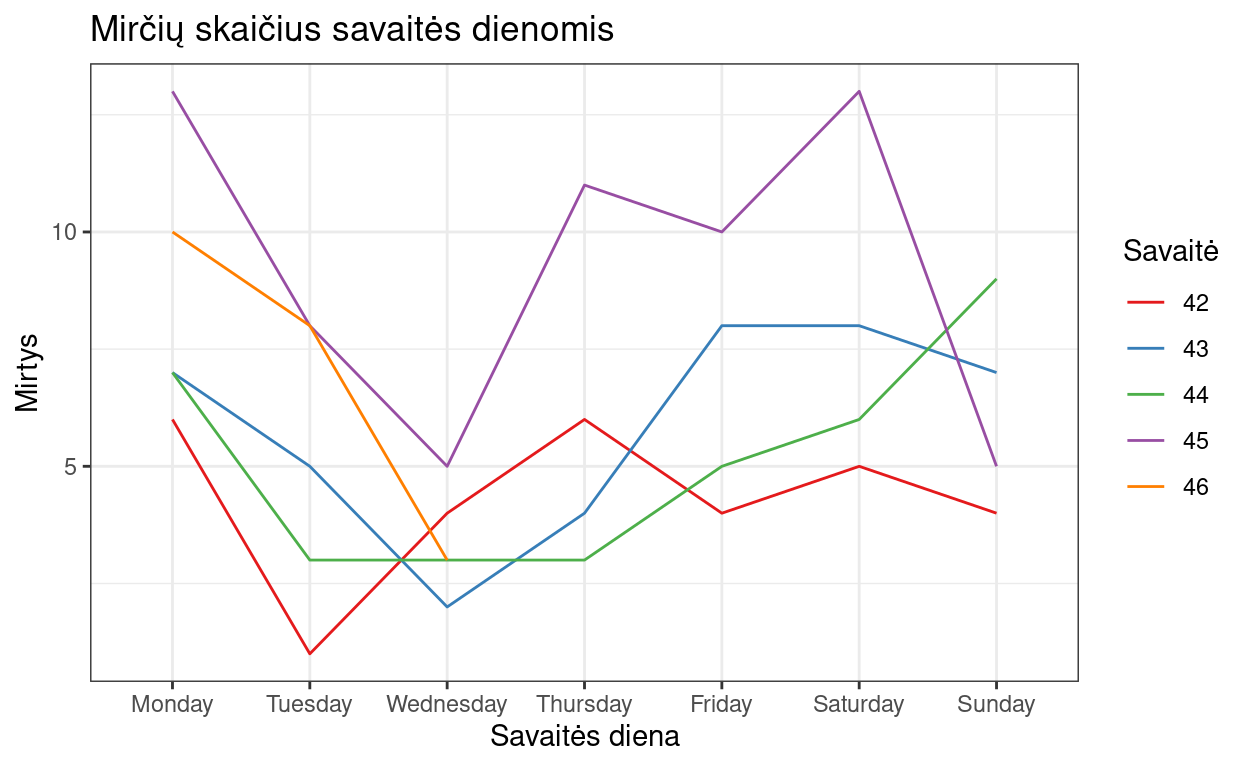 Mirčių skaičius savaitės dienomis
Mirtys
10
5
Monday Tuesday Wednesday Thursday Friday Saturday Sunday
Savaitės diena
Savaitė
42
43
44
45
46